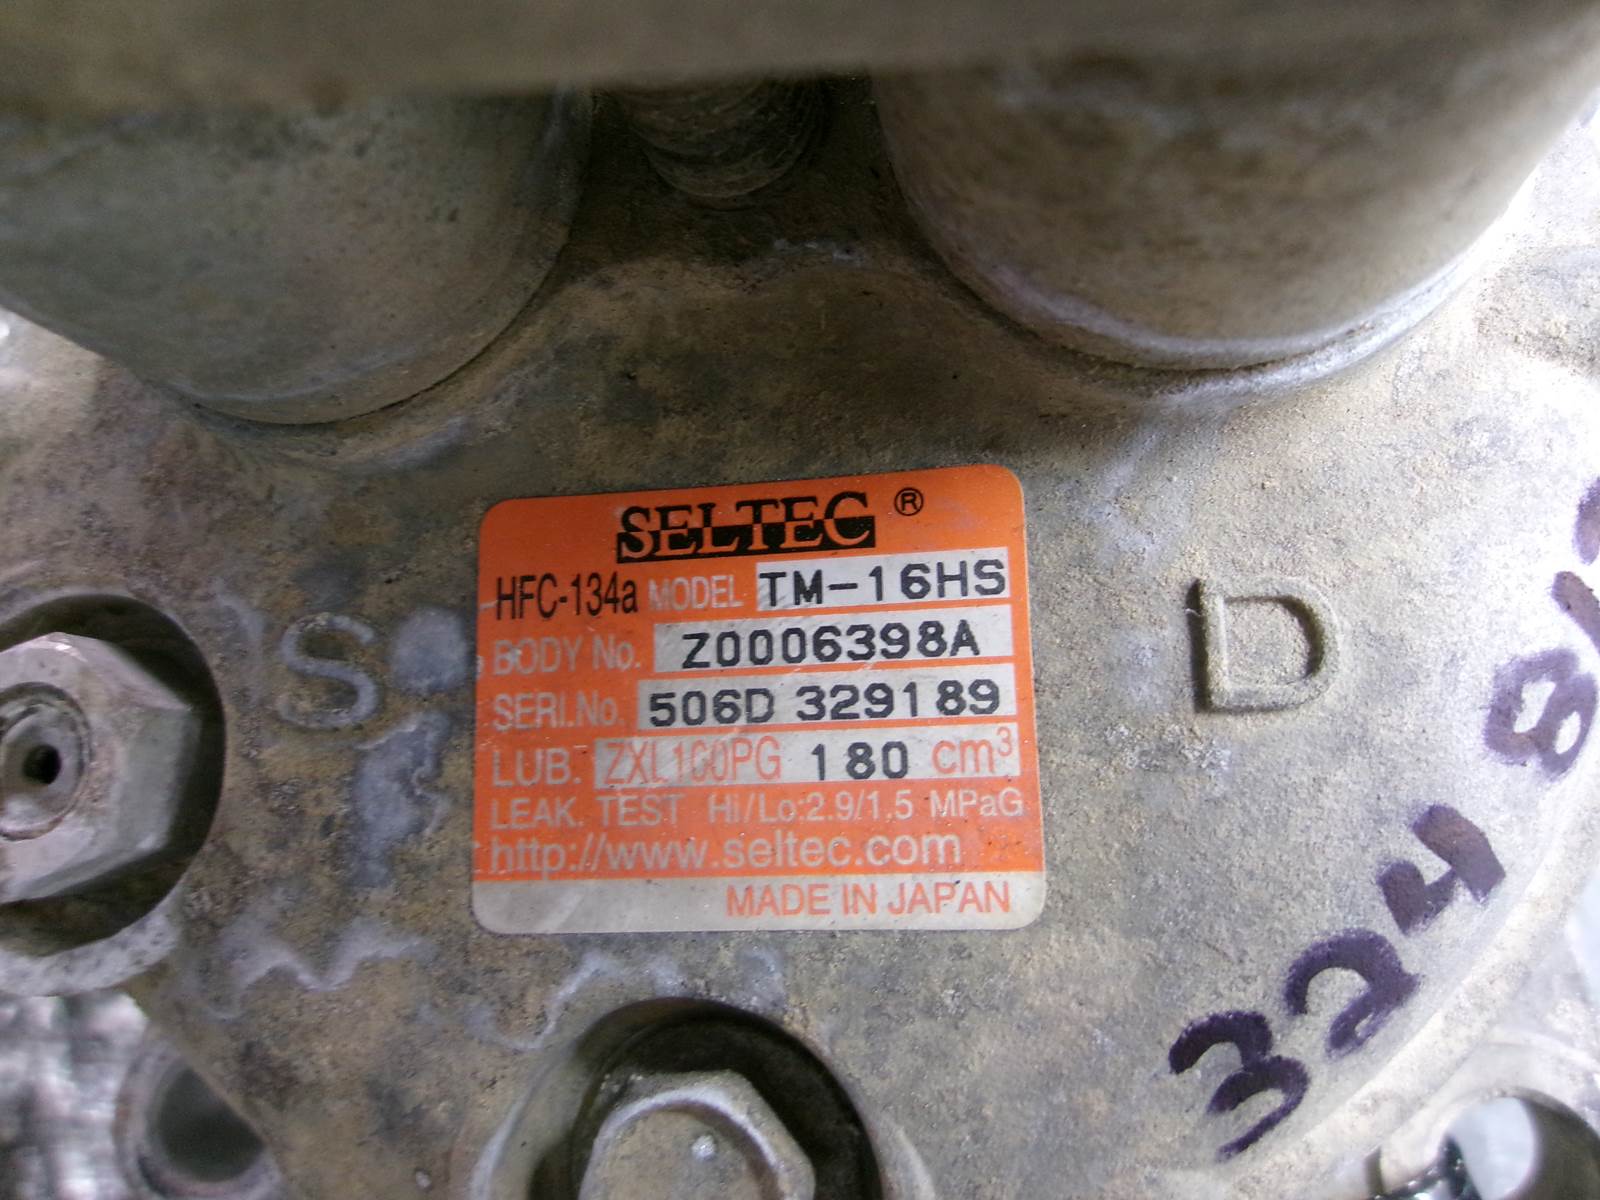 SELTEC ®
HFC-134a MODEL TM-16HS
BODY No. Z0006398A
SERI.No. 506D 329189
LUB. ZXL100PG 180 cm³
LEAK. TEST Hi/Lo:2.9/1.5 MPaG
http://www.seltec.com
MADE IN JAPAN
S
D
324 8